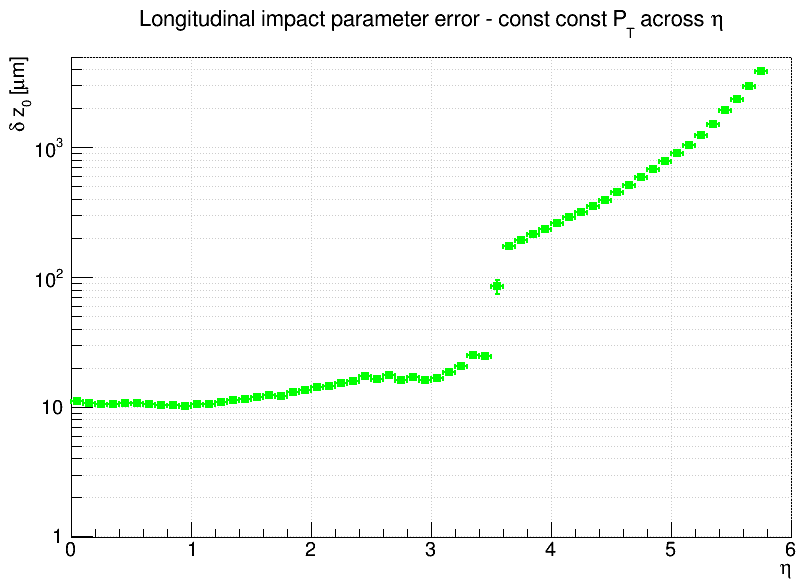 Longitudinal impact parameter error - const const P_T across η
δ z_0 [μm]
10^3
10^2
10
1
0 1 2 3 4 5 6
η